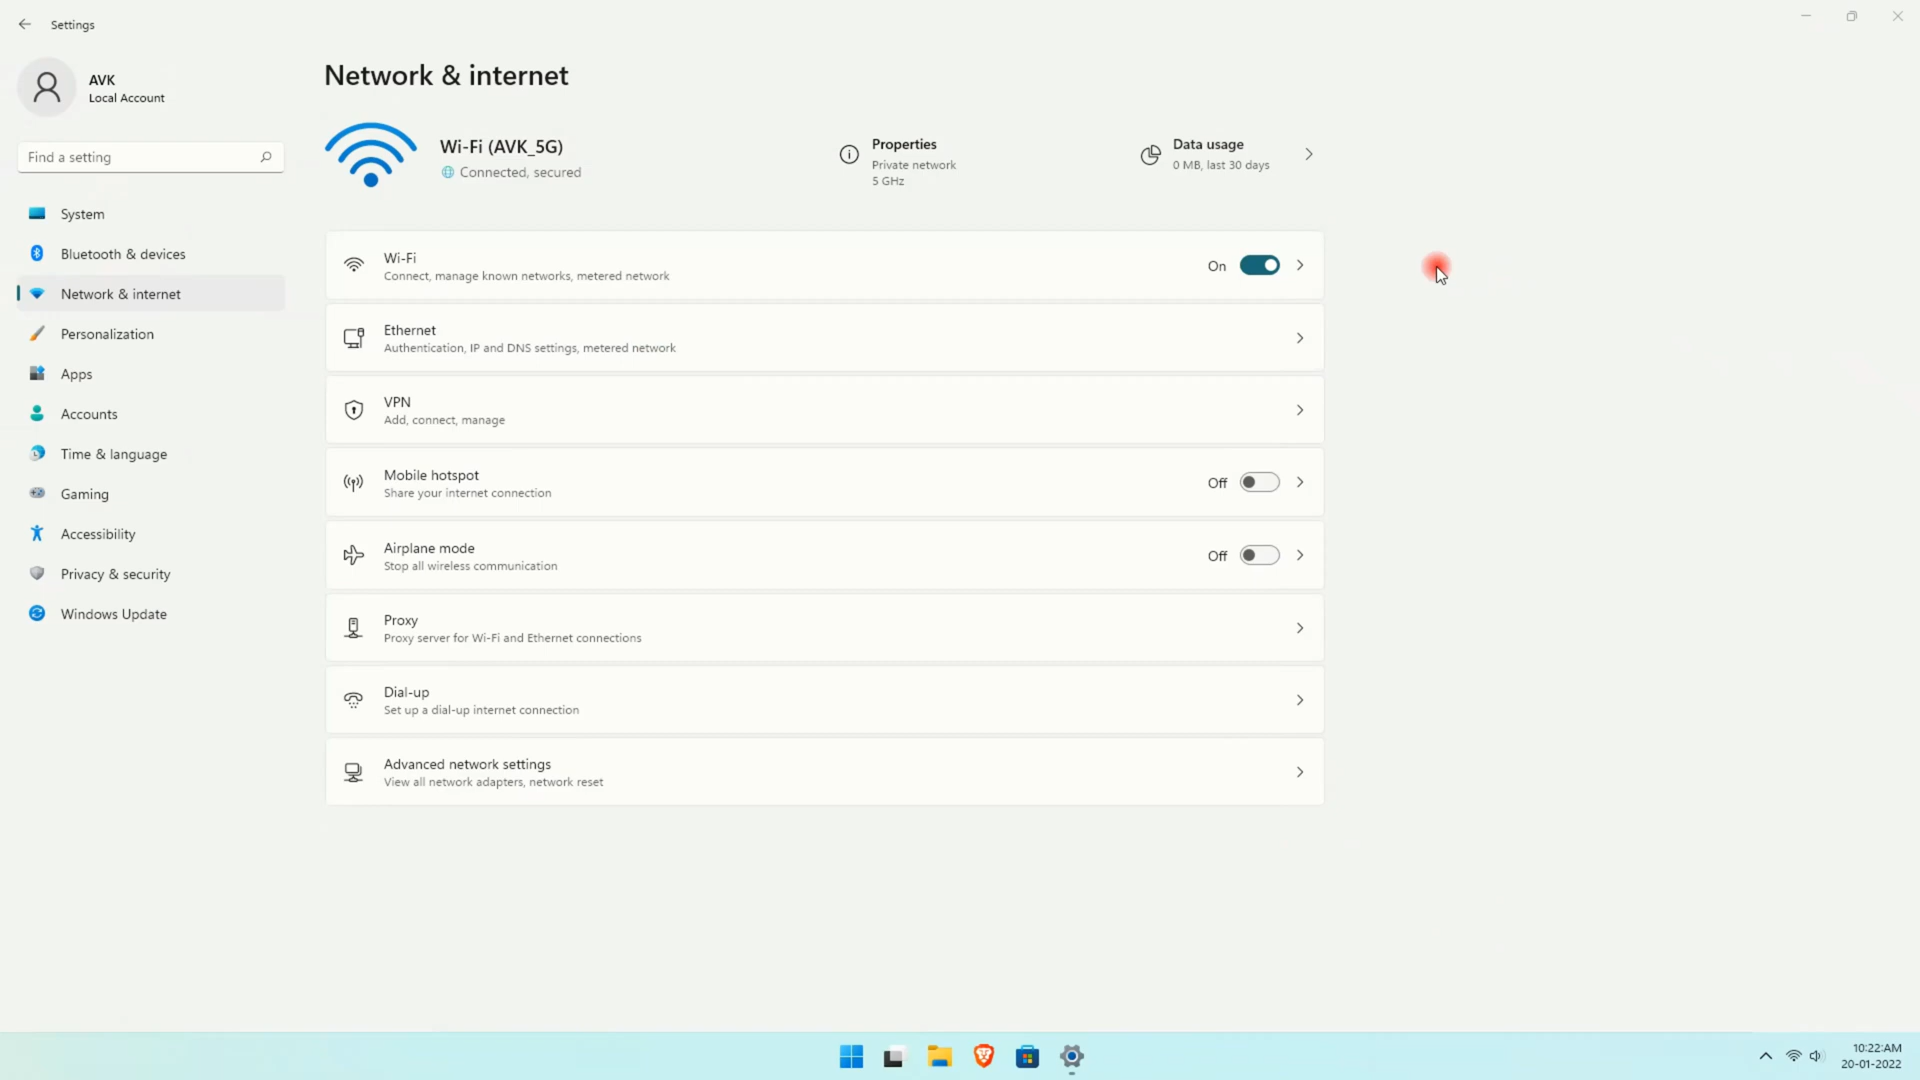 Settings
AVK
Local Account
Find a setting
System
Bluetooth & devices
Network & internet
Personalization
Apps
Accounts
Time & language
Gaming
Accessibility
Privacy & security
Windows Update
Network & internet
Wi-Fi (AVK_5G)
Connected, secured
Properties
Private network
5 GHz
Data usage
0 MB, last 30 days
Wi-Fi
Connect, manage known networks, metered network
On
Ethernet
Authentication, IP and DNS settings, metered network
VPN
Add, connect, manage
Mobile hotspot
Share your internet connection
Off
Airplane mode
Stop all wireless communication
Off
Proxy
Proxy server for Wi-Fi and Ethernet connections
Dial-up
Set up a dial-up internet connection
Advanced network settings
View all network adapters, network reset
10:22:AM
20-01-2022